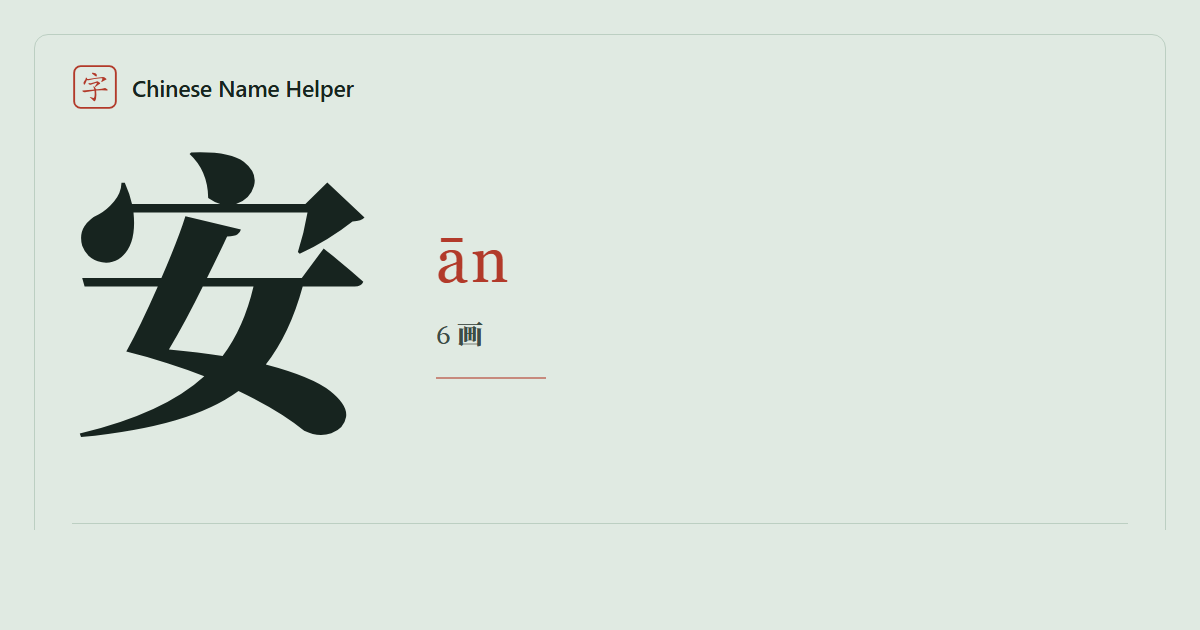 字 Chinese Name Helper
安
ān
6 画